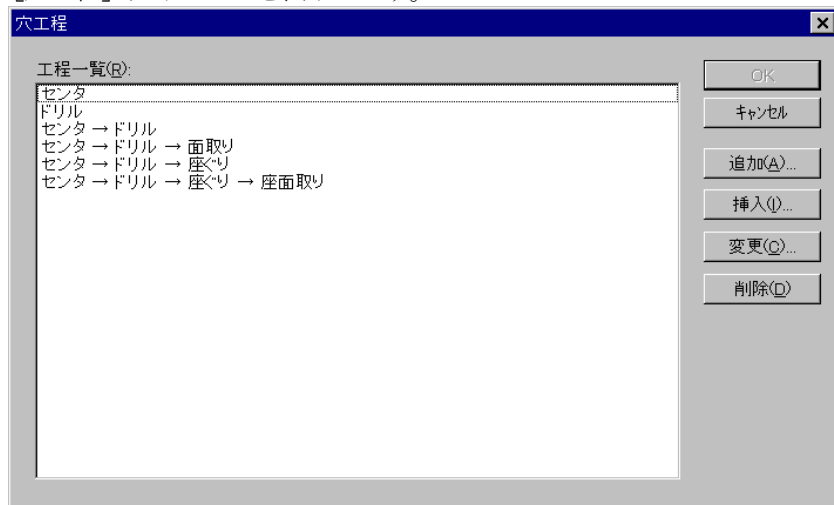 穴工程
工程一覧(R):
センタ
ドリル
センタ → ドリル
センタ → ドリル → 面取り
センタ → ドリル → 座ぐり
センタ → ドリル → 座ぐり → 座面取り
OK
キャンセル
追加(A)...
挿入(I)...
変更(C)...
削除(D)